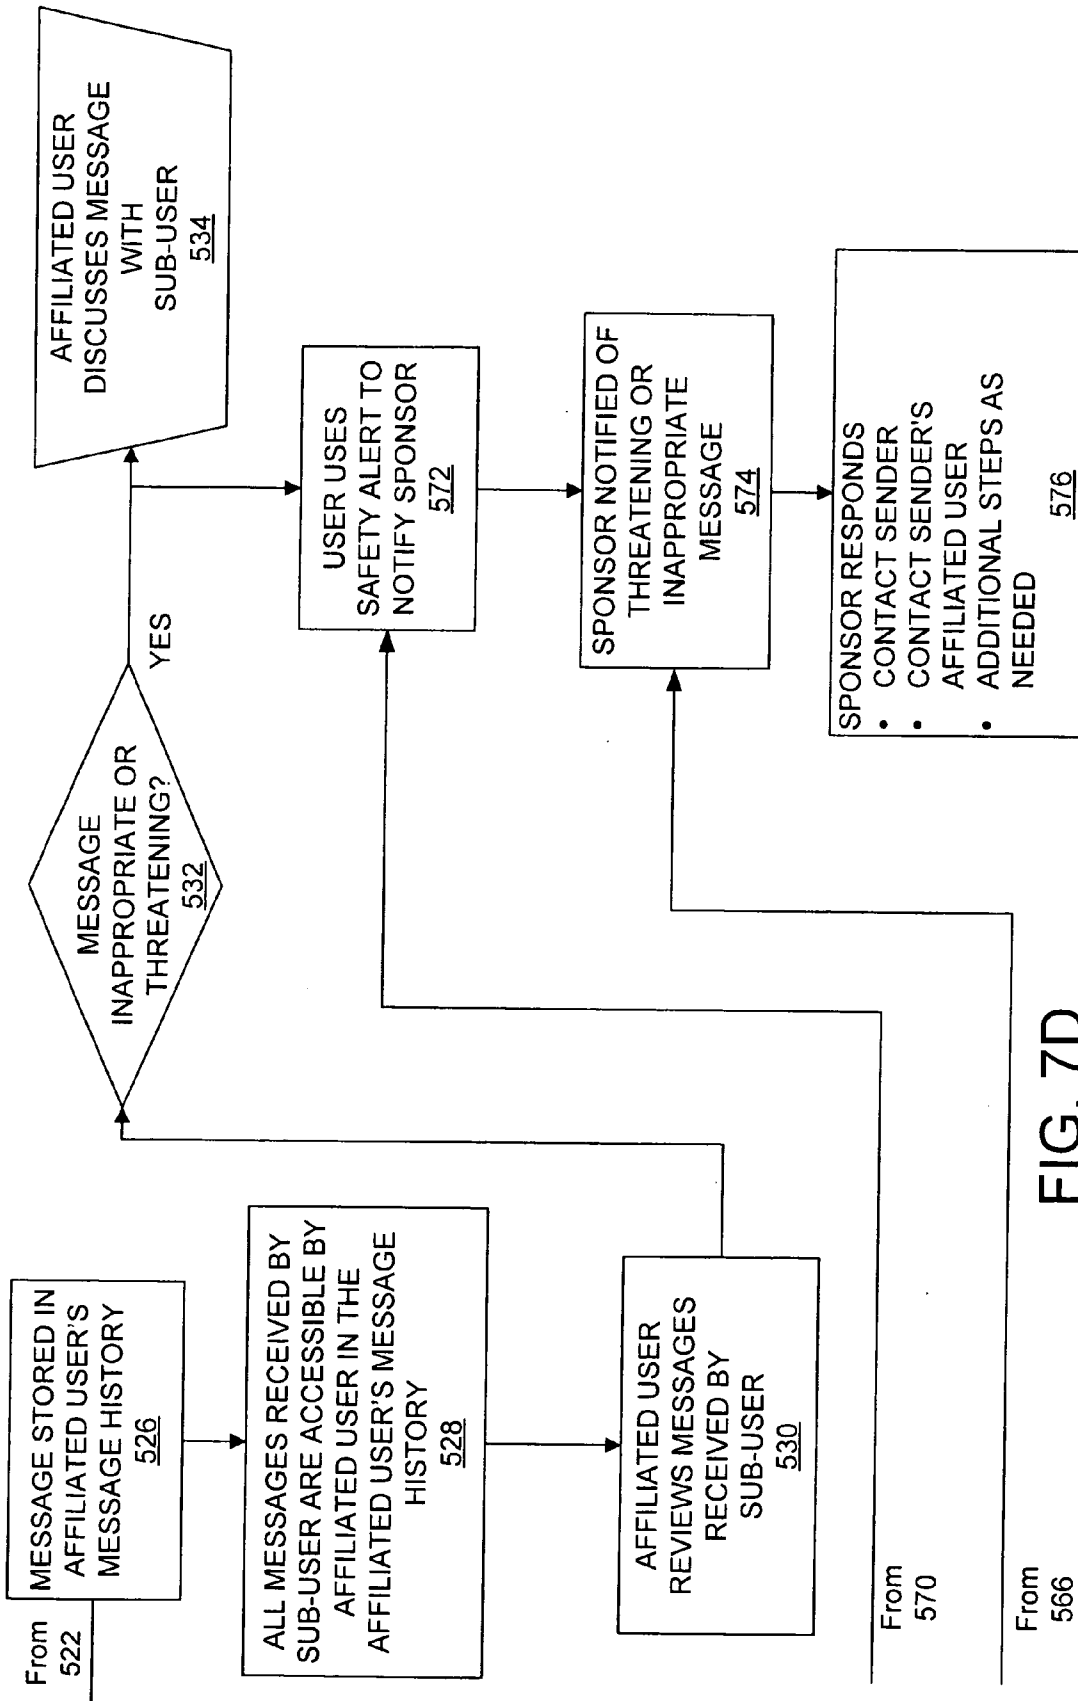 From
522
MESSAGE STORED IN
AFFILIATED USER'S
MESSAGE HISTORY
526
ALL MESSAGES RECEIVED BY
SUB-USER ARE ACCESSIBLE BY
AFFILIATED USER IN THE
AFFILIATED USER'S MESSAGE
HISTORY
528
AFFILIATED USER
REVIEWS MESSAGES
RECEIVED BY
SUB-USER
530
MESSAGE
INAPPROPRIATE OR
THREATENING?
532
YES
AFFILIATED USER
DISCUSSES MESSAGE
WITH
SUB-USER
534
From
570
USER USES
SAFETY ALERT TO
NOTIFY SPONSOR
572
From
566
SPONSOR NOTIFIED OF
THREATENING OR
INAPPROPRIATE
MESSAGE
574
SPONSOR RESPONDS
• CONTACT SENDER
• CONTACT SENDER'S
AFFILIATED USER
• ADDITIONAL STEPS AS
NEEDED
576
FIG. 7D